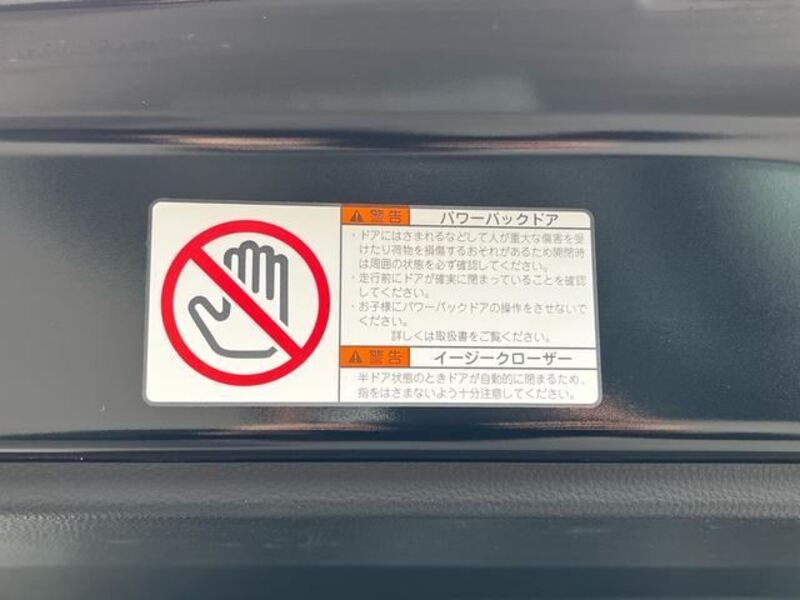 警告 パワーバックドア
・ドアにはさまれるなどして人が重大な傷害を受
けたり荷物を損傷するおそれがあるため開閉時
は周囲の状態を必ず確認してください。
・走行前にドアが確実に閉まっていることを確認
してください。
・お子様にパワーバックドアの操作をさせないで
ください。
詳しくは取扱書をご覧ください。
警告 イージークローザー
半ドア状態のときドアが自動的に閉まるため、
指をはさまないよう十分注意してください。